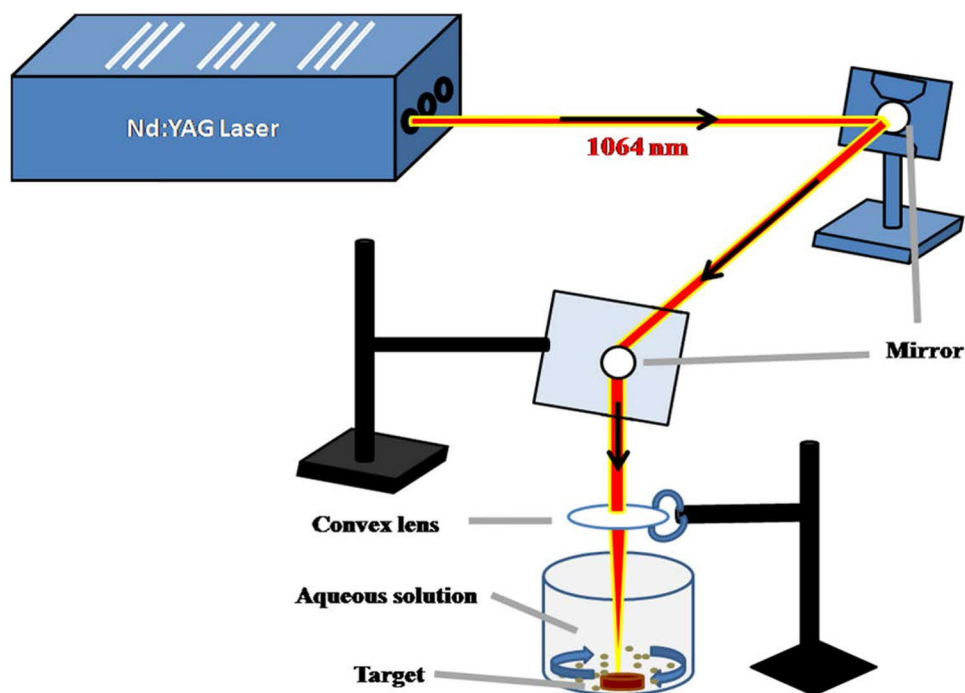 Nd:YAG Laser
1064 nm
Mirror
Convex lens
Aqueous solution
Target